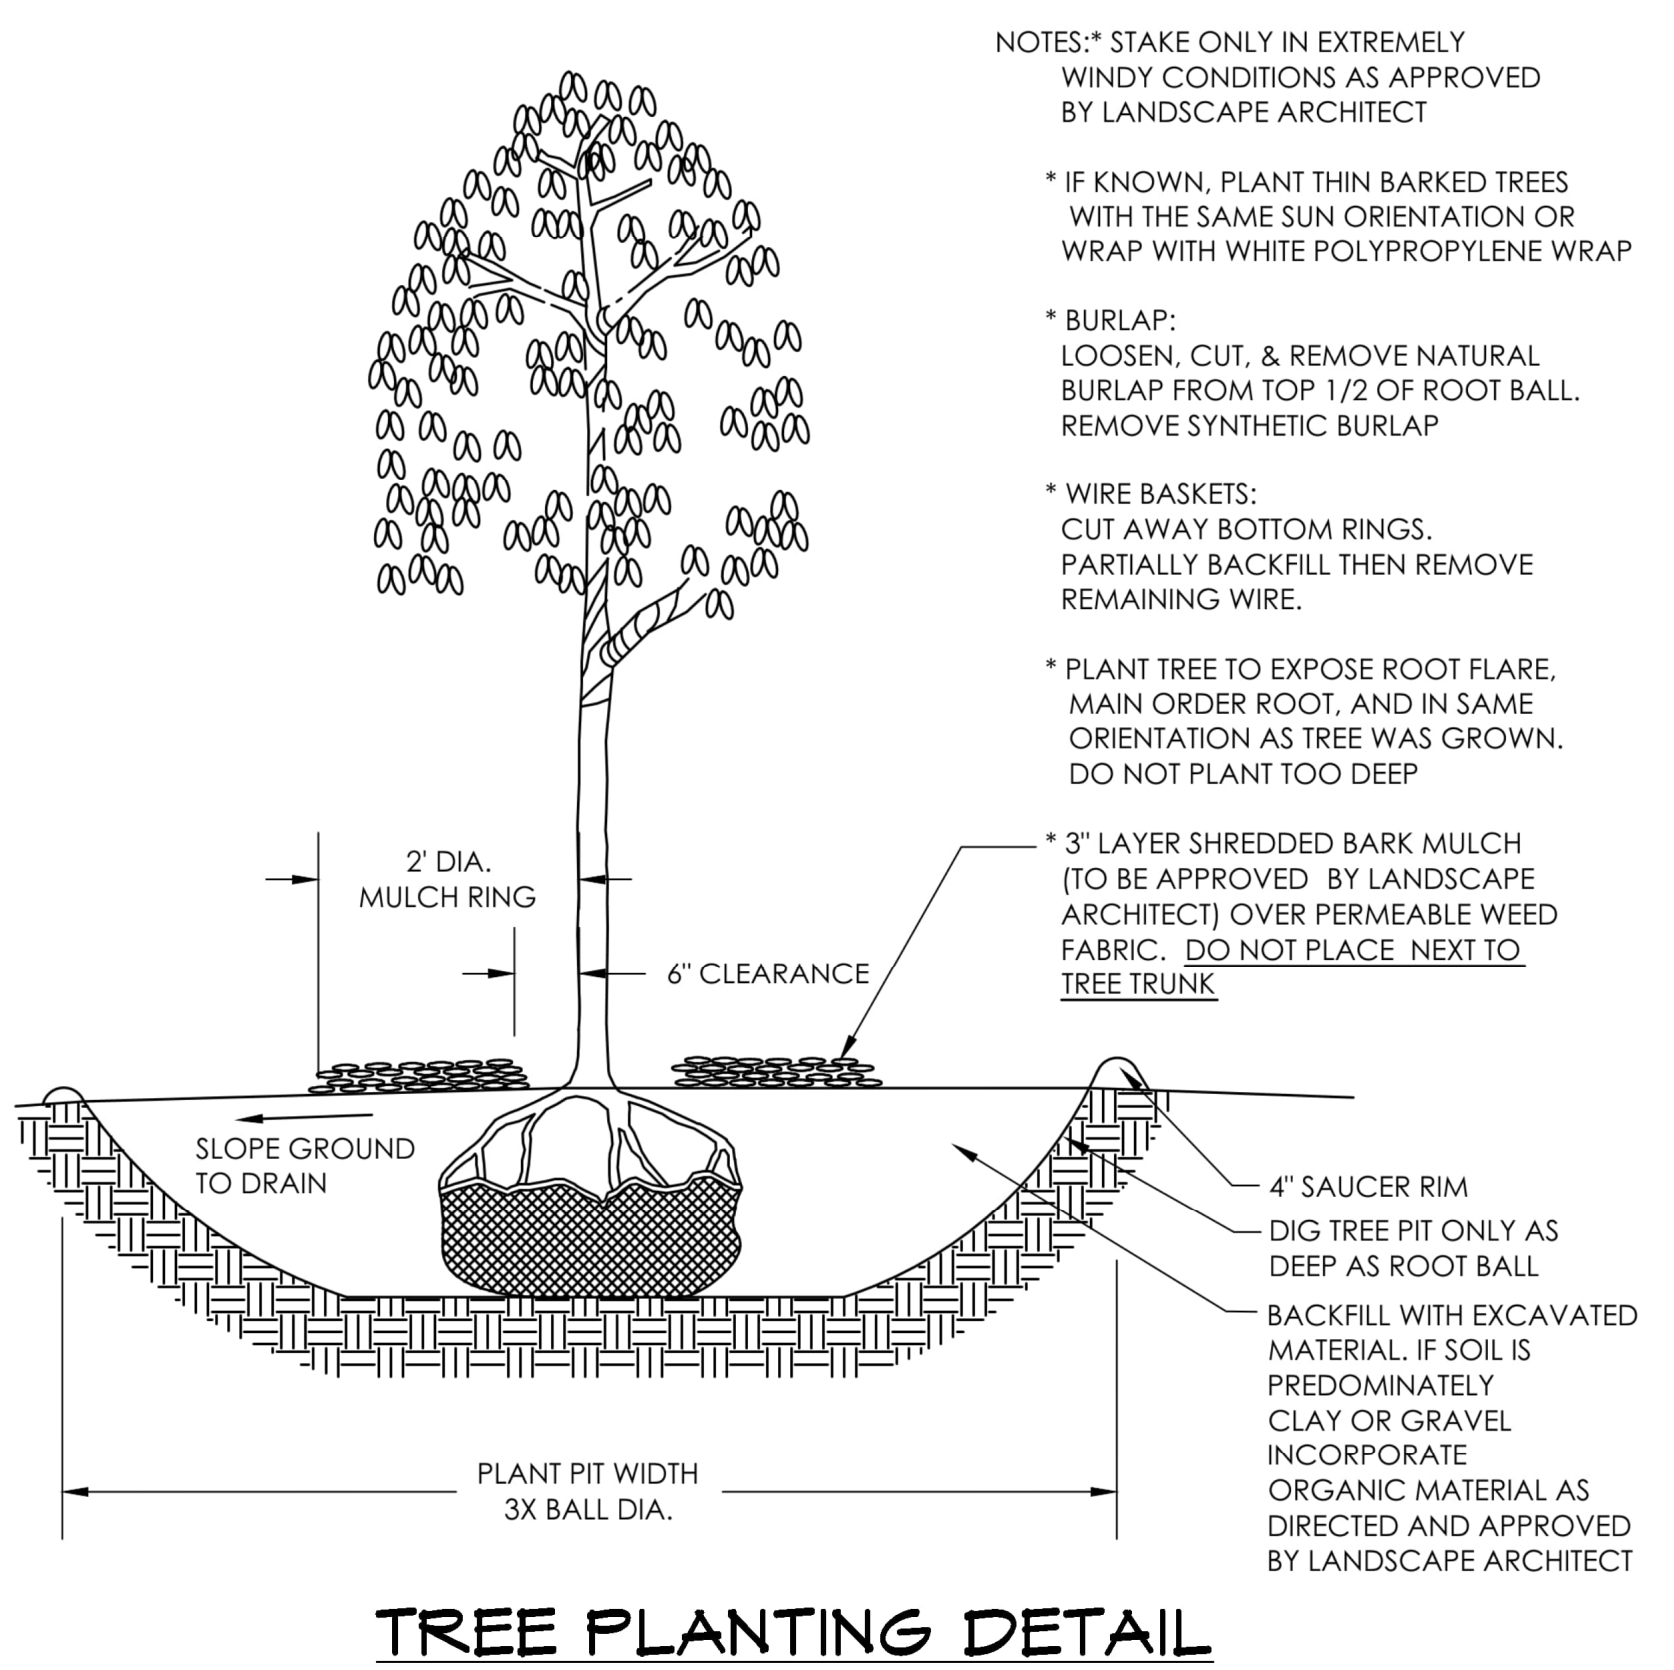 NOTES:* STAKE ONLY IN EXTREMELY
WINDY CONDITIONS AS APPROVED
BY LANDSCAPE ARCHITECT
* IF KNOWN, PLANT THIN BARKED TREES
WITH THE SAME SUN ORIENTATION OR
WRAP WITH WHITE POLYPROPYLENE WRAP
* BURLAP:
LOOSEN, CUT, & REMOVE NATURAL
BURLAP FROM TOP 1/2 OF ROOT BALL.
REMOVE SYNTHETIC BURLAP
* WIRE BASKETS:
CUT AWAY BOTTOM RINGS.
PARTIALLY BACKFILL THEN REMOVE
REMAINING WIRE.
* PLANT TREE TO EXPOSE ROOT FLARE,
MAIN ORDER ROOT, AND IN SAME
ORIENTATION AS TREE WAS GROWN.
DO NOT PLANT TOO DEEP
* 3" LAYER SHREDDED BARK MULCH
(TO BE APPROVED BY LANDSCAPE
ARCHITECT) OVER PERMEABLE WEED
FABRIC. DO NOT PLACE NEXT TO
TREE TRUNK
2' DIA.
MULCH RING
6" CLEARANCE
SLOPE GROUND
TO DRAIN
4" SAUCER RIM
DIG TREE PIT ONLY AS
DEEP AS ROOT BALL
BACKFILL WITH EXCAVATED
MATERIAL. IF SOIL IS
PREDOMINATELY
CLAY OR GRAVEL
INCORPORATE
ORGANIC MATERIAL AS
DIRECTED AND APPROVED
BY LANDSCAPE ARCHITECT
PLANT PIT WIDTH
3X BALL DIA.
TREE PLANTING DETAIL